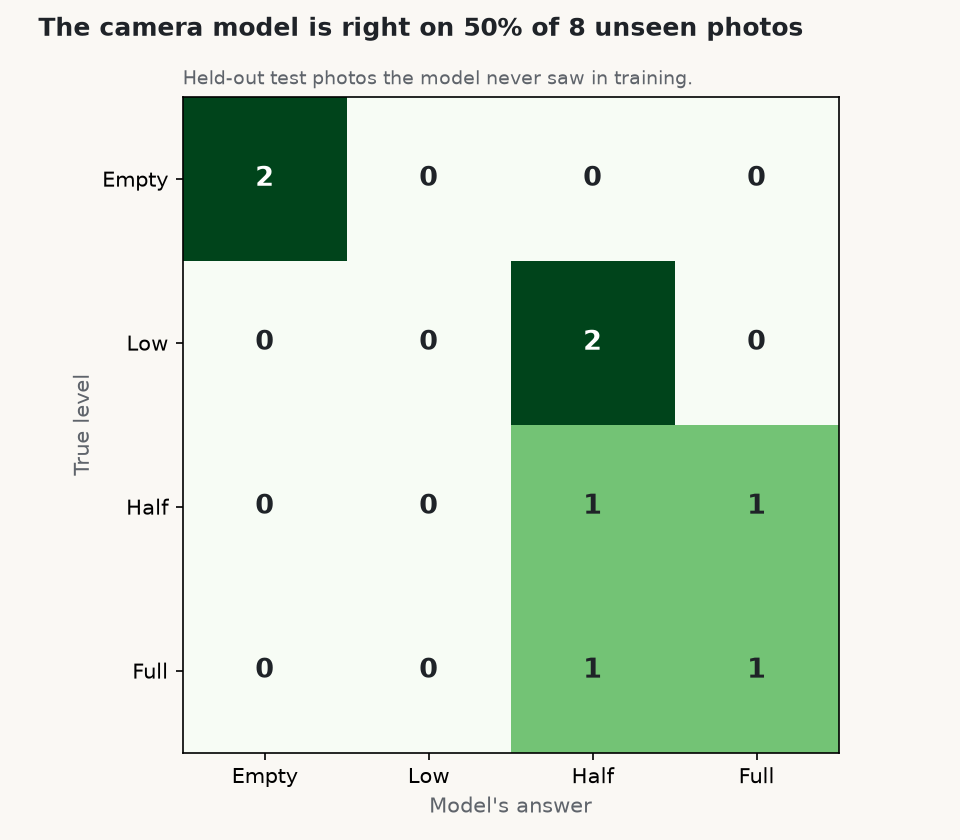 The camera model is right on 50% of 8 unseen photos
Held-out test photos the model never saw in training.
True level
Empty 2 0 0 0
Low 0 0 2 0
Half 0 0 1 1
Full 0 0 1 1
Empty Low Half Full
Model's answer